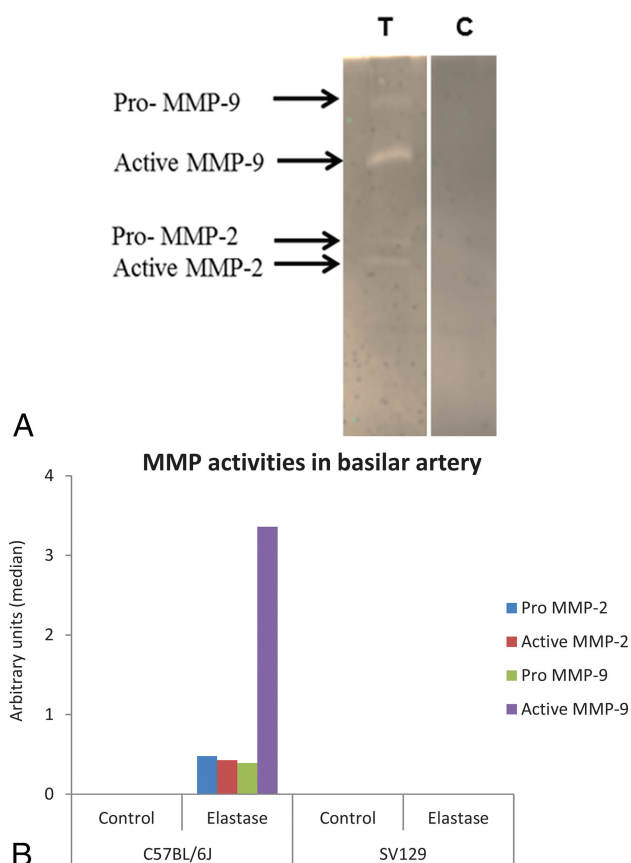 T C
Pro- MMP-9
Active MMP-9
Pro- MMP-2
Active MMP-2
A
MMP activities in basilar artery
Arbitrary units (median)
4
3
2
1
0
Pro MMP-2
Active MMP-2
Pro MMP-9
Active MMP-9
Control Elastase Control Elastase
C57BL/6J SV129
B